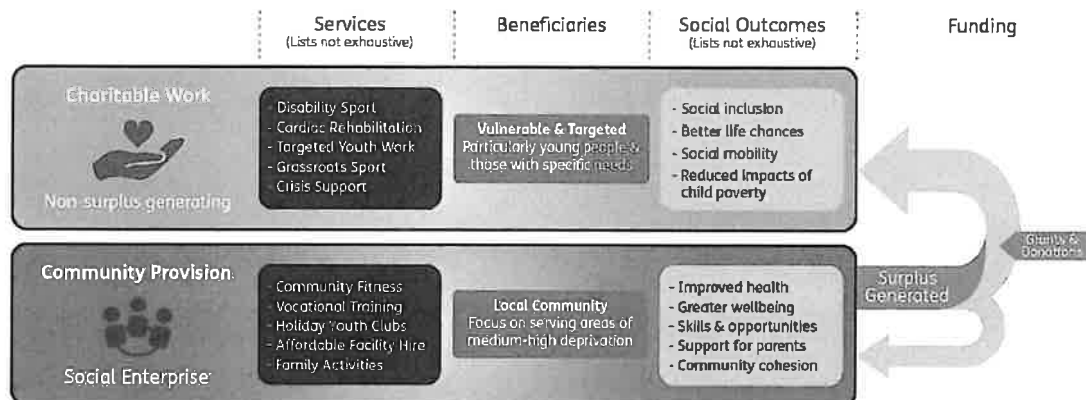 Services
(Lists not exhaustive)
Beneficiaries
Social Outcomes
(Lists not exhaustive)
Funding
Charitable Work
Non-surplus generating
- Disability Sport
- Cardiac Rehabilitation
- Targeted Youth Work
- Grassroots Sport
- Crisis Support
Vulnerable & Targeted
Particularly young people &
those with specific needs
- Social inclusion
- Better life chances
- Social mobility
- Reduced impacts of
child poverty
Community Provision
Social Enterprise
- Community Fitness
- Vocational Training
- Holiday Youth Clubs
- Affordable Facility Hire
- Family Activities
Local Community
Focus on serving areas of
medium-high deprivation
- Improved health
- Greater wellbeing
- Skills & opportunities
- Support for parents
- Community cohesion
Surplus
Generated
Grants &
Donations